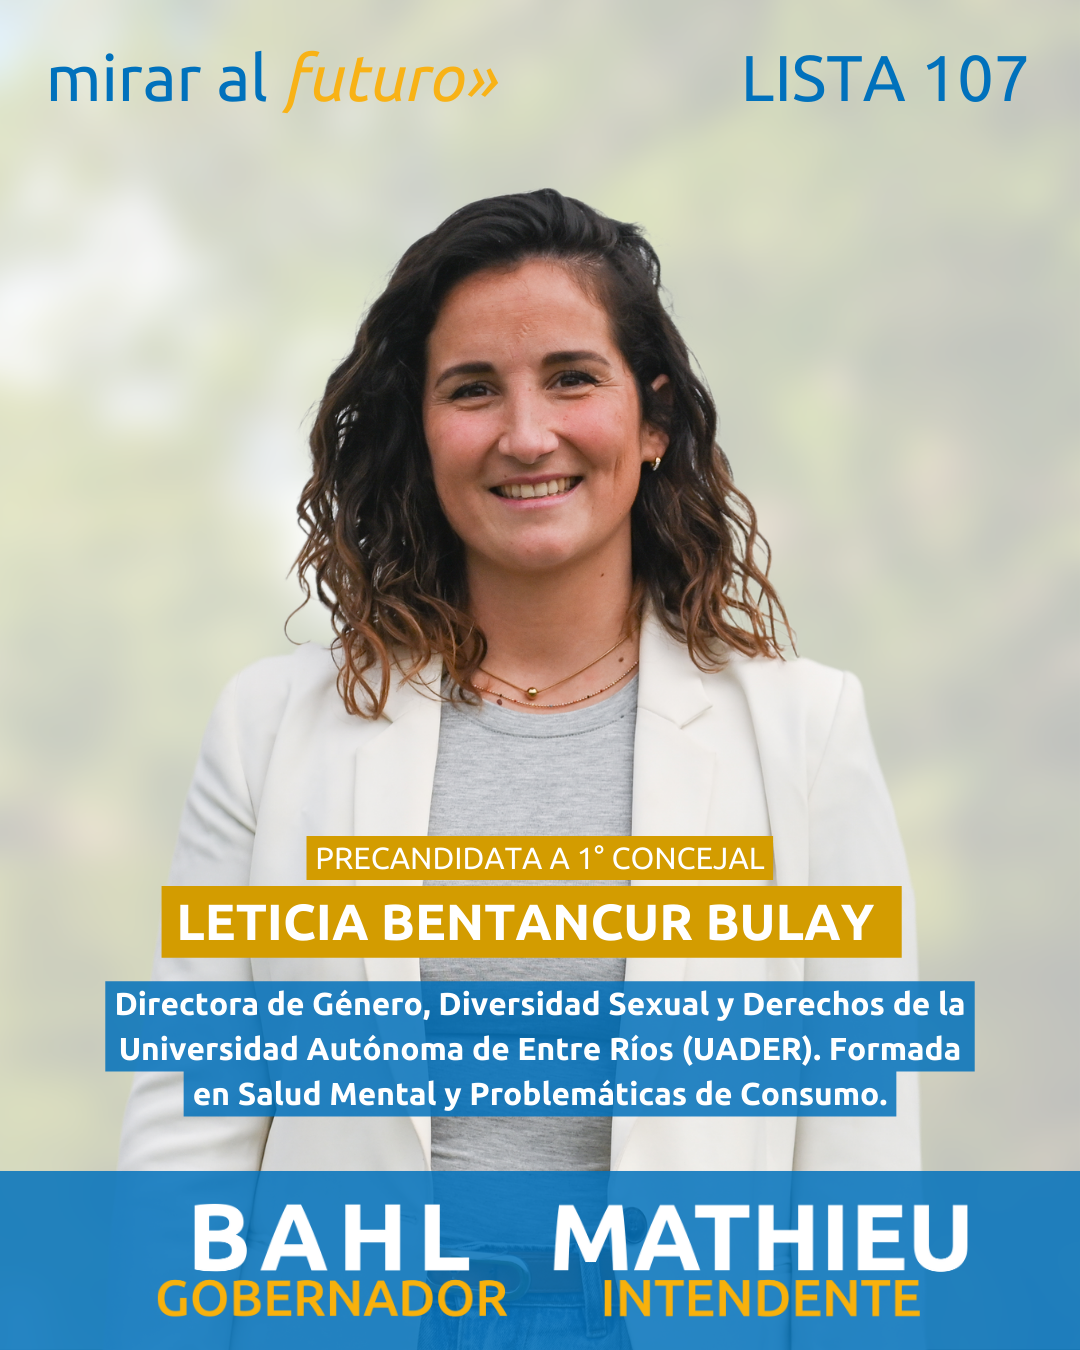 mirar al futuro»
LISTA 107
PRECANDIDATA A 1° CONCEJAL
LETICIA BENTANCUR BULAY
Directora de Género, Diversidad Sexual y Derechos de la
Universidad Autónoma de Entre Ríos (UADER). Formada
en Salud Mental y Problemáticas de Consumo.
BAHL
GOBERNADOR
MATHIEU
INTENDENTE